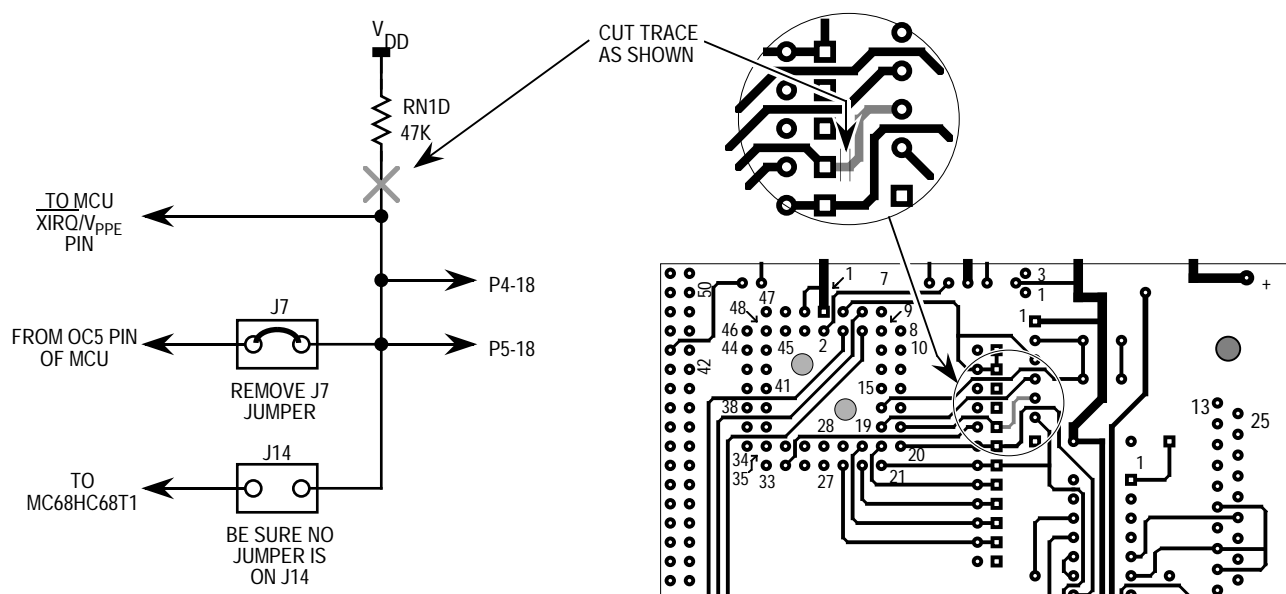 VDD
RN1D
47K
CUT TRACE
AS SHOWN
TO MCU
XIRQ/VPPE
PIN
P4-18
J7
FROM OC5 PIN
OF MCU
P5-18
REMOVE J7
JUMPER
J14
TO
MC68HC68T1
BE SURE NO
JUMPER IS
ON J14
50
47
1
7
3
1
+
48
9
1
46
45
2
8
44
10
42
41
15
38
13
25
28
19
34
20
35
33
27
21
1